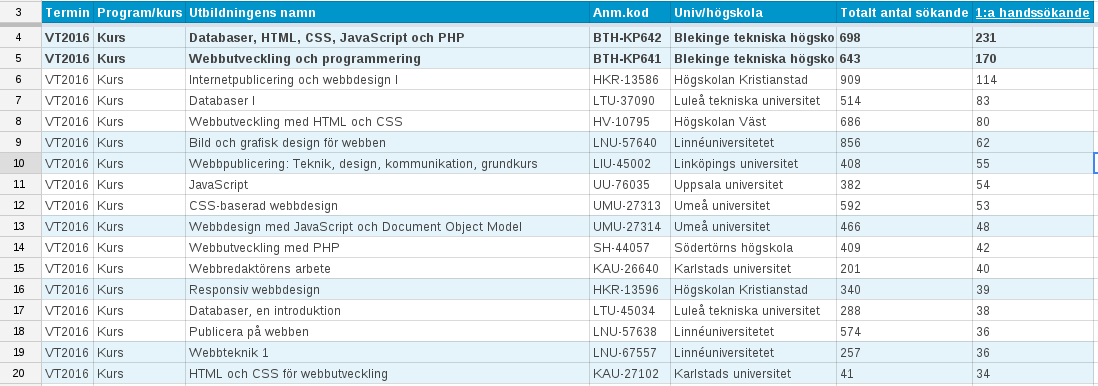 3 Termin Program/kurs Utbildningens namn Anm.kod Univ/högskola Totalt antal sökande 1:a handssökande
4 VT2016 Kurs Databaser, HTML, CSS, JavaScript och PHP BTH-KP642 Blekinge tekniska högsko 698 231
5 VT2016 Kurs Webbutveckling och programmering BTH-KP641 Blekinge tekniska högsko 643 170
6 VT2016 Kurs Internetpublicering och webbdesign I HKR-13586 Högskolan Kristianstad 909 114
7 VT2016 Kurs Databaser I LTU-37090 Luleå tekniska universitet 514 83
8 VT2016 Kurs Webbutveckling med HTML och CSS HV-10795 Högskolan Väst 686 80
9 VT2016 Kurs Bild och grafisk design för webben LNU-57640 Linnéuniversitetet 856 62
10 VT2016 Kurs Webbpublicering: Teknik, design, kommunikation, grundkurs LIU-45002 Linköpings universitet 408 55
11 VT2016 Kurs JavaScript UU-76035 Uppsala universitet 382 54
12 VT2016 Kurs CSS-baserad webbdesign UMU-27313 Umeå universitet 592 53
13 VT2016 Kurs Webbdesign med JavaScript och Document Object Model UMU-27314 Umeå universitet 466 48
14 VT2016 Kurs Webbutveckling med PHP SH-44057 Södertörns högskola 409 42
15 VT2016 Kurs Webbredaktörens arbete KAU-26640 Karlstads universitet 201 40
16 VT2016 Kurs Responsiv webbdesign HKR-13596 Högskolan Kristianstad 340 39
17 VT2016 Kurs Databaser, en introduktion LTU-45034 Luleå tekniska universitet 288 38
18 VT2016 Kurs Publicera på webben LNU-57638 Linnéuniversitetet 574 36
19 VT2016 Kurs Webbteknik 1 LNU-67557 Linnéuniversitetet 257 36
20 VT2016 Kurs HTML och CSS för webbutveckling KAU-27102 Karlstads universitet 41 34